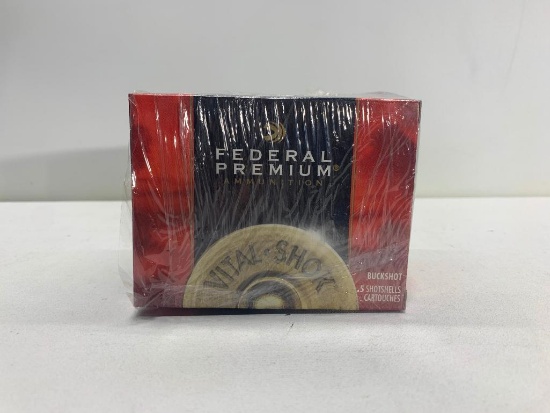 FEDERAL
PREMIUM®
AMMUNITION
VITAL·SHOK
BUCKSHOT
5 SHOTSHELLS
CARTOUCHES